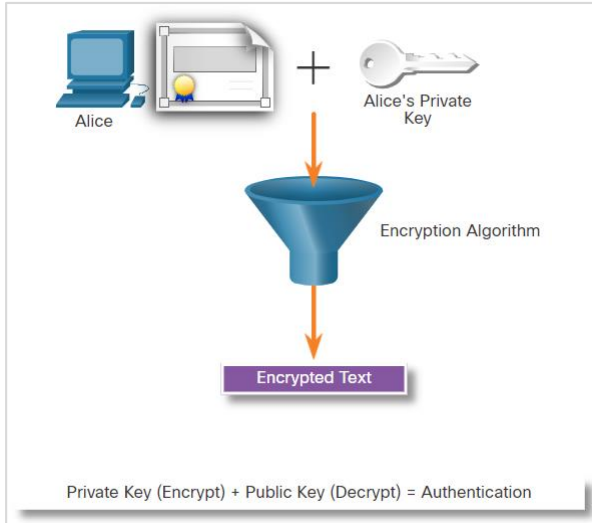 Alice
Alice's Private
Key
Encryption Algorithm
Encrypted Text
Private Key (Encrypt) + Public Key (Decrypt) = Authentication